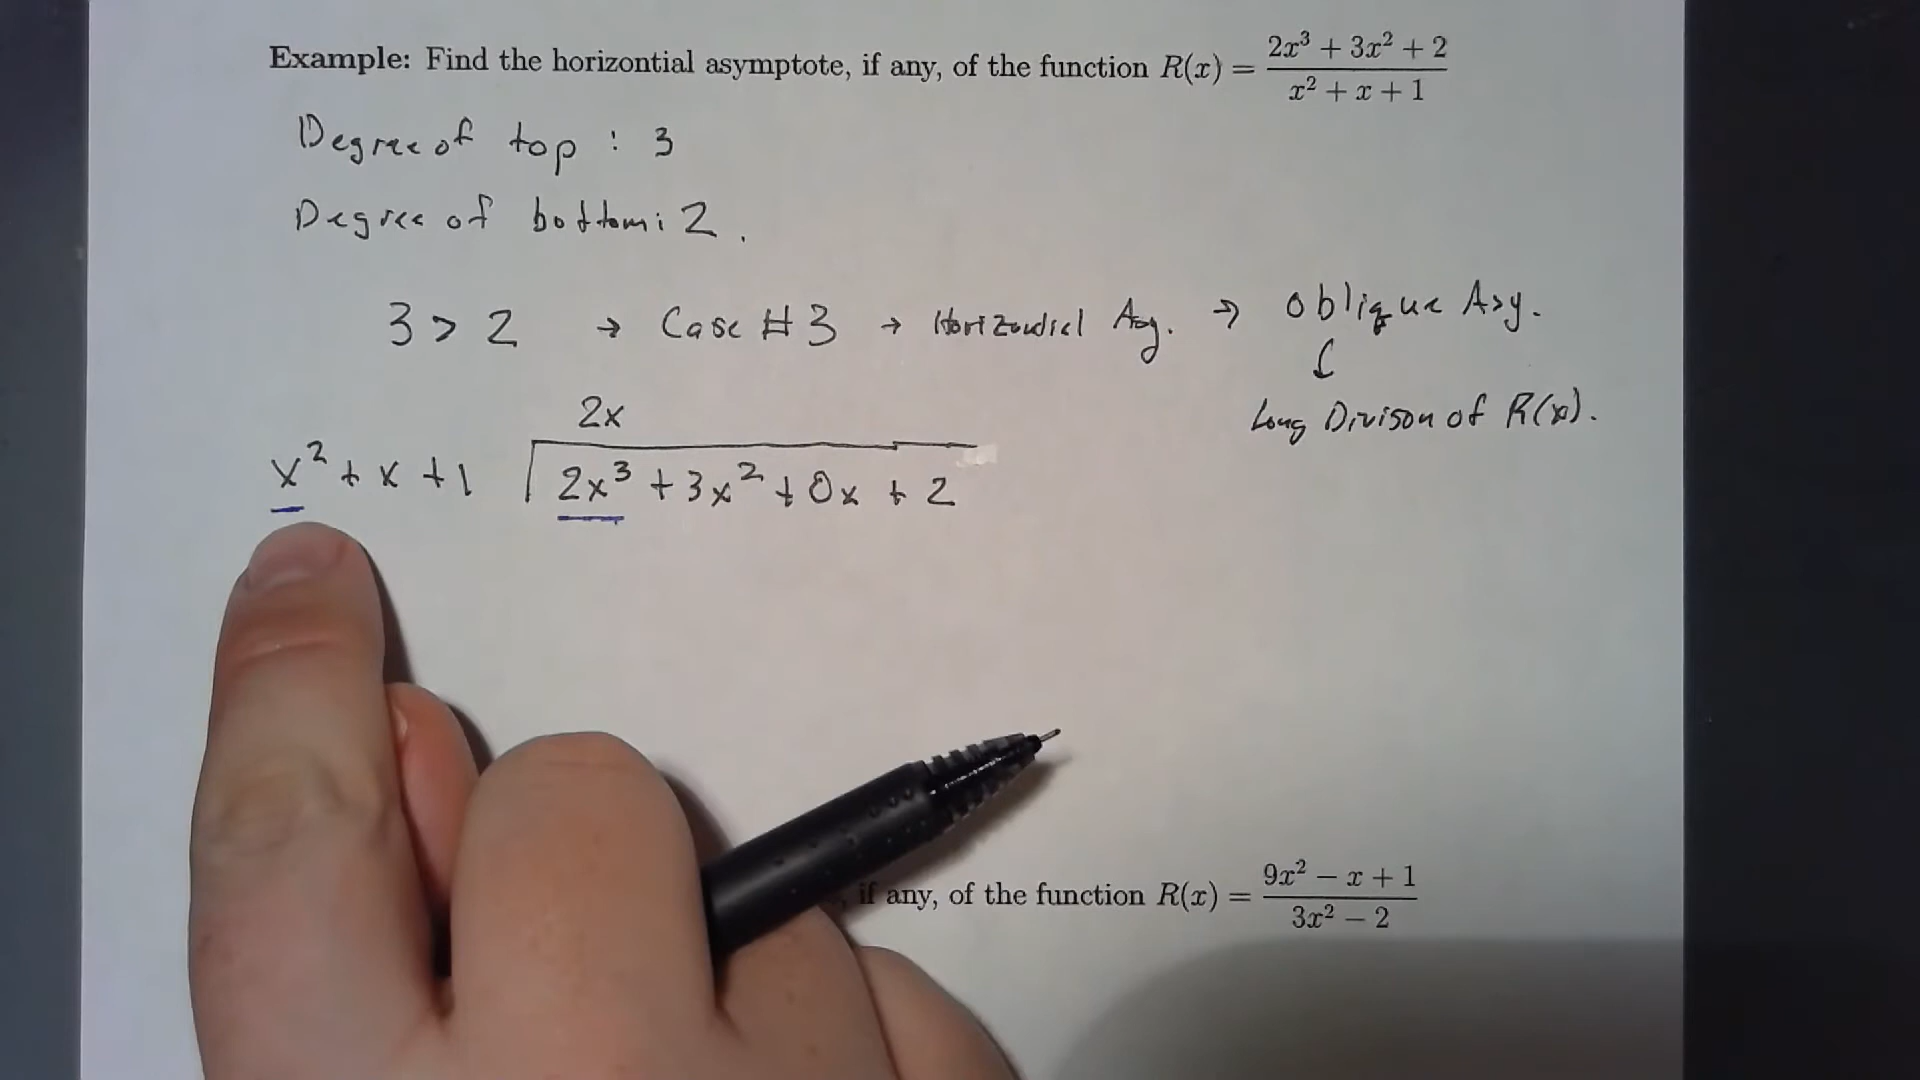 Example: Find the horizontial asymptote, if any, of the function R(x) = 2x³ + 3x² + 2 / x² + x + 1
Degree of top : 3
Degree of bottom : 2.
3 > 2 → Case # 3 → Horizontial Asy. → Oblique Asy.
Long Divison of R(x).
2x
x² + x + 1 2x³ + 3x² + 0x + 2
if any, of the function R(x) = 9x² − x + 1 / 3x² − 2